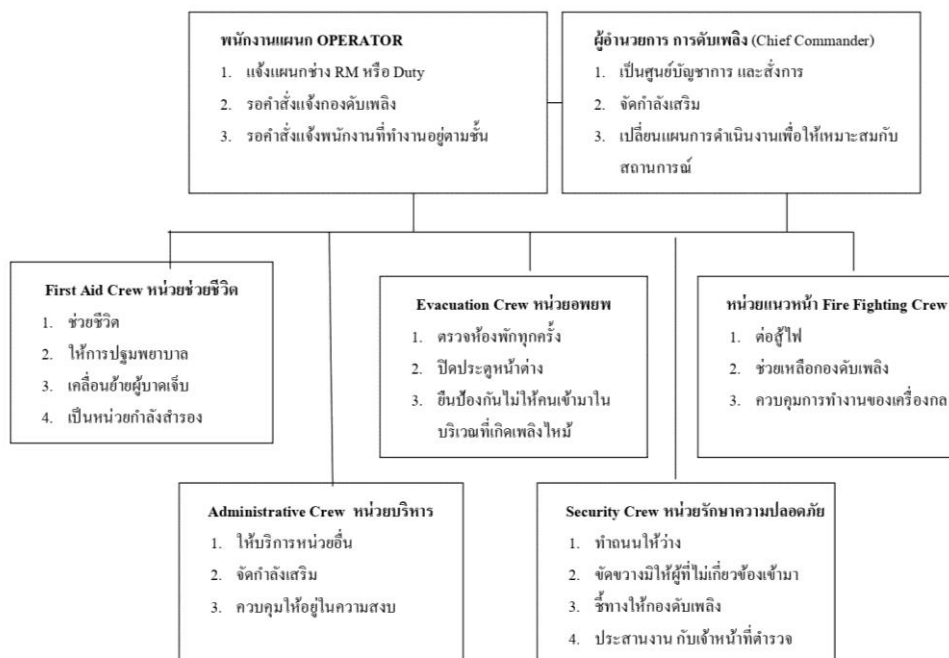 พนักงานแผนก OPERATOR
1. แจ้งแผนกช่าง RM หรือ Duty
2. รอคำสั่งแจ้งกองดับเพลิง
3. รอคำสั่งแจ้งพนักงานที่ทำงานอยู่ตามชั้น
ผู้อำนวยการ การดับเพลิง (Chief Commander)
1. เป็นศูนย์บัญชาการ และสั่งการ
2. จัดกำลังเสริม
3. เปลี่ยนแผนการดำเนินงานเพื่อให้เหมาะสมกับ
สถานการณ์
First Aid Crew หน่วยช่วยชีวิต
1. ช่วยชีวิต
2. ให้การปฐมพยาบาล
3. เคลื่อนย้ายผู้บาดเจ็บ
4. เป็นหน่วยกำลังสำรอง
Evacuation Crew หน่วยอพยพ
1. ตรวจห้องพักทุกครั้ง
2. ปิดประตูหน้าต่าง
3. ยืนป้องกันไม่ให้คนเข้ามาใน
บริเวณที่เกิดเพลิงไหม้
หน่วยแนวหน้า Fire Fighting Crew
1. ต่อสู้ไฟ
2. ช่วยเหลือกองดับเพลิง
3. ควบคุมการทำงานของเครื่องกล
Administrative Crew หน่วยบริหาร
1. ให้บริการหน่วยอื่น
2. จัดกำลังเสริม
3. ควบคุมให้อยู่ในความสงบ
Security Crew หน่วยรักษาความปลอดภัย
1. ทำถนนให้ว่าง
2. ขัดขวางมิให้ผู้ที่ไม่เกี่ยวข้องเข้ามา
3. ชี้ทางให้กองดับเพลิง
4. ประสานงาน กับเจ้าหน้าที่ตำรวจ